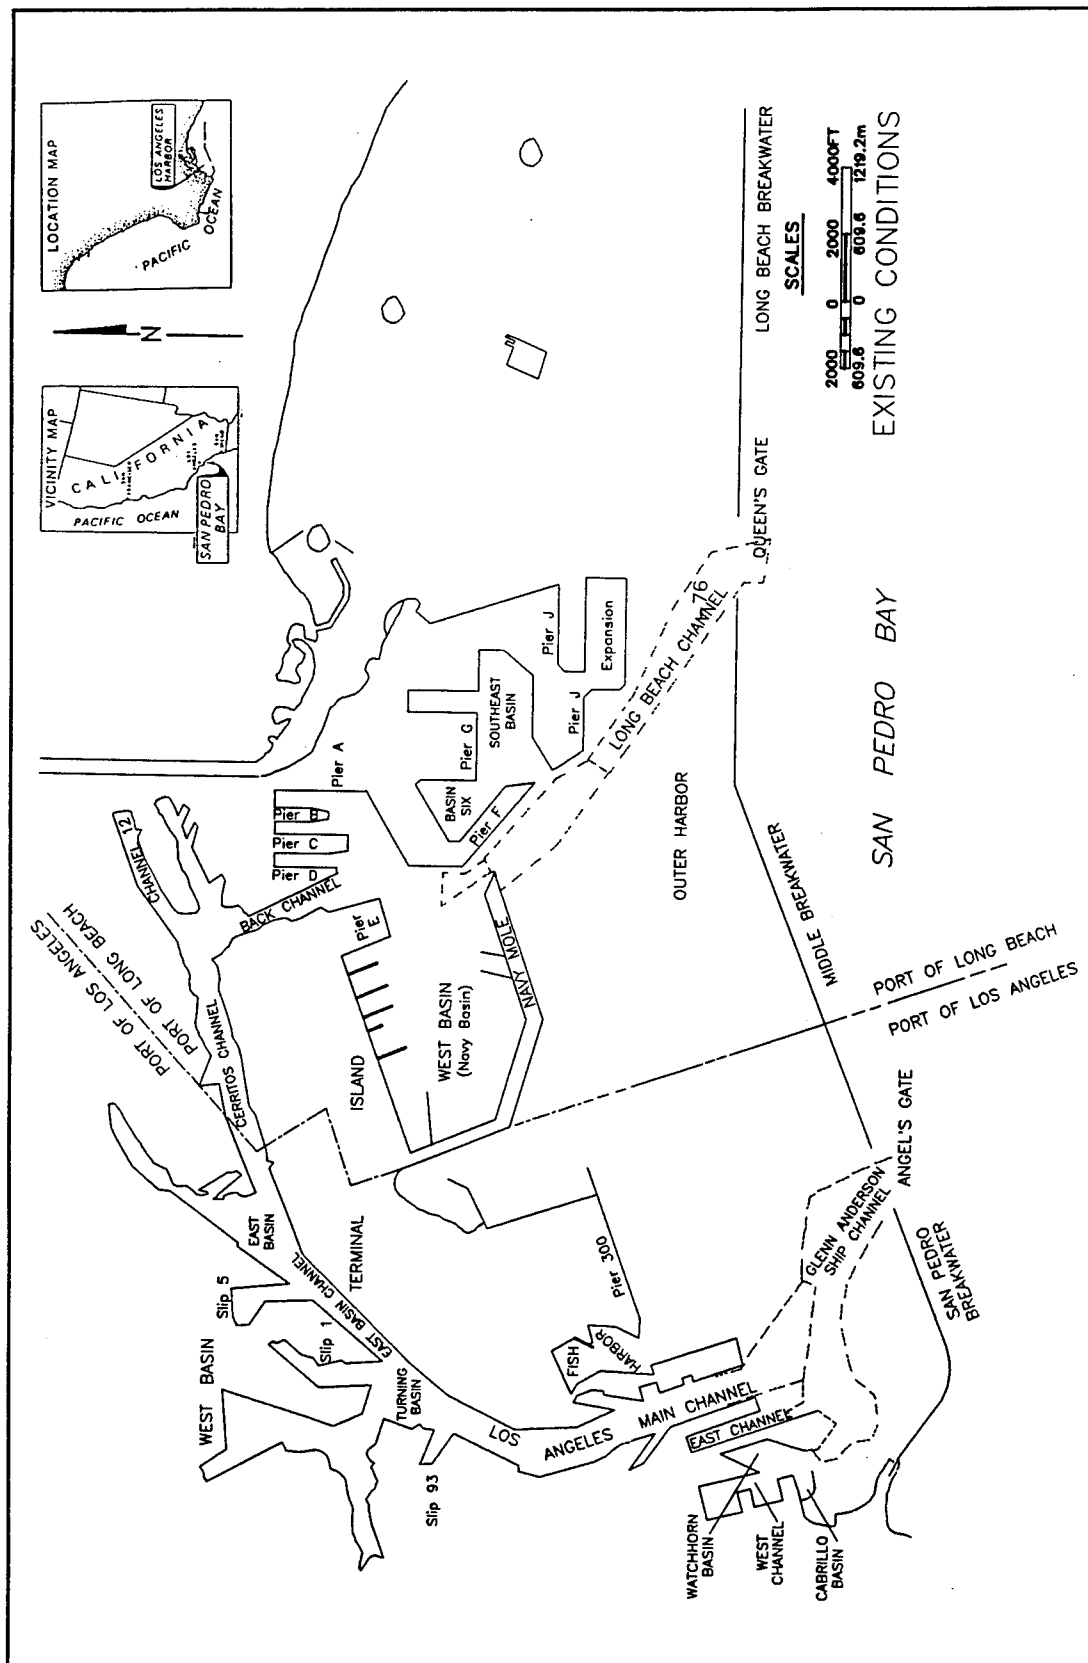 VICINITY MAP
CALIFORNIA
PACIFIC OCEAN
SAN PEDRO
BAY
N
LOCATION MAP
LOS ANGELES
HARBOR
PACIFIC
OCEAN
WEST BASIN
Slip 5
Slip 1
Slip 93
TURNING
BASIN
EAST BASIN CHANNEL
EAST
BASIN
CERRITOS CHANNEL
PORT OF LOS ANGELES
PORT OF LONG BEACH
CHANNEL 12
BACK CHANNEL
Pier D
Pier C
Pier B
Pier A
Pier
E
TERMINAL
ISLAND
WEST BASIN
(Navy Basin)
NAVY MOLE
Pier F
BASIN
SIX
Pier G
SOUTHEAST
BASIN
Pier J
Pier J
Expansion
LOS
ANGELES
MAIN CHANNEL
FISH
HARBOR
Pier 300
EAST CHANNEL
WATCHHORN
BASIN
WEST
CHANNEL
CABRILLO
BASIN
GLENN ANDERSON
SHIP CHANNEL
OUTER HARBOR
LONG BEACH CHANNEL
76
SAN PEDRO
BREAKWATER
ANGEL'S GATE
MIDDLE BREAKWATER
QUEEN'S GATE
LONG BEACH BREAKWATER
PORT OF LONG BEACH
PORT OF LOS ANGELES
SAN PEDRO BAY
SCALES
2000 0 2000 4000FT
609.6 0 609.6 1219.2m
EXISTING CONDITIONS